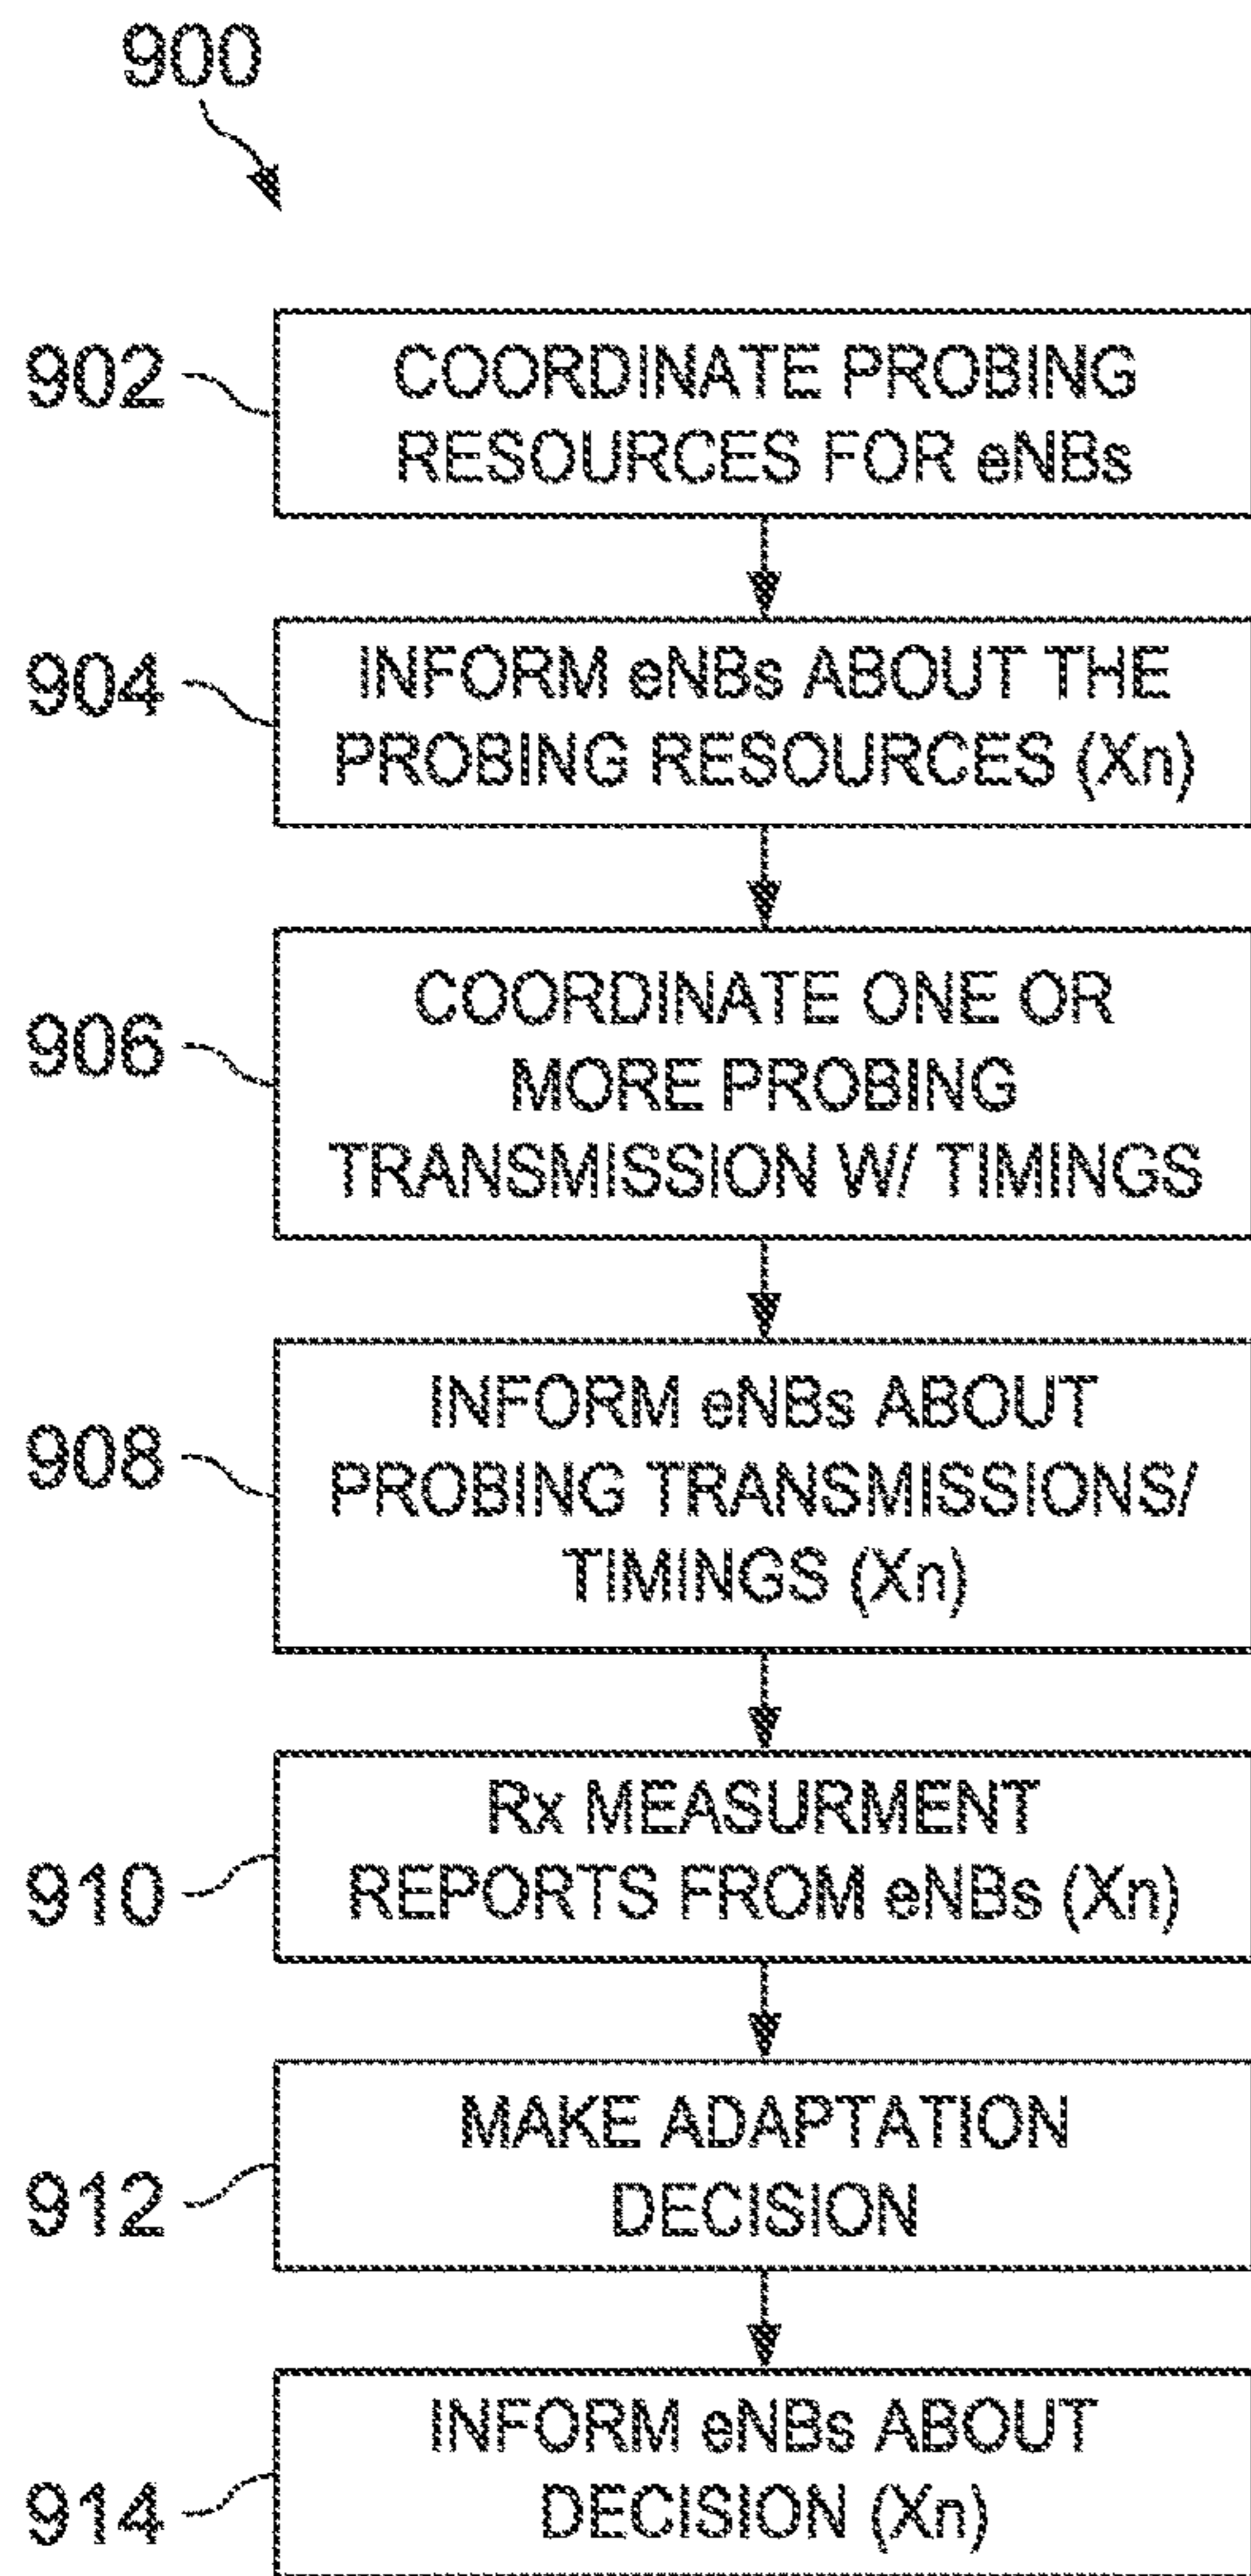 900
902
COORDINATE PROBING
RESOURCES FOR eNBs
904
INFORM eNBs ABOUT THE
PROBING RESOURCES (Xn)
906
COORDINATE ONE OR
MORE PROBING
TRANSMISSION W/ TIMINGS
908
INFORM eNBs ABOUT
PROBING TRANSMISSIONS/
TIMINGS (Xn)
910
Rx MEASURMENT
REPORTS FROM eNBs (Xn)
912
MAKE ADAPTATION
DECISION
914
INFORM eNBs ABOUT
DECISION (Xn)